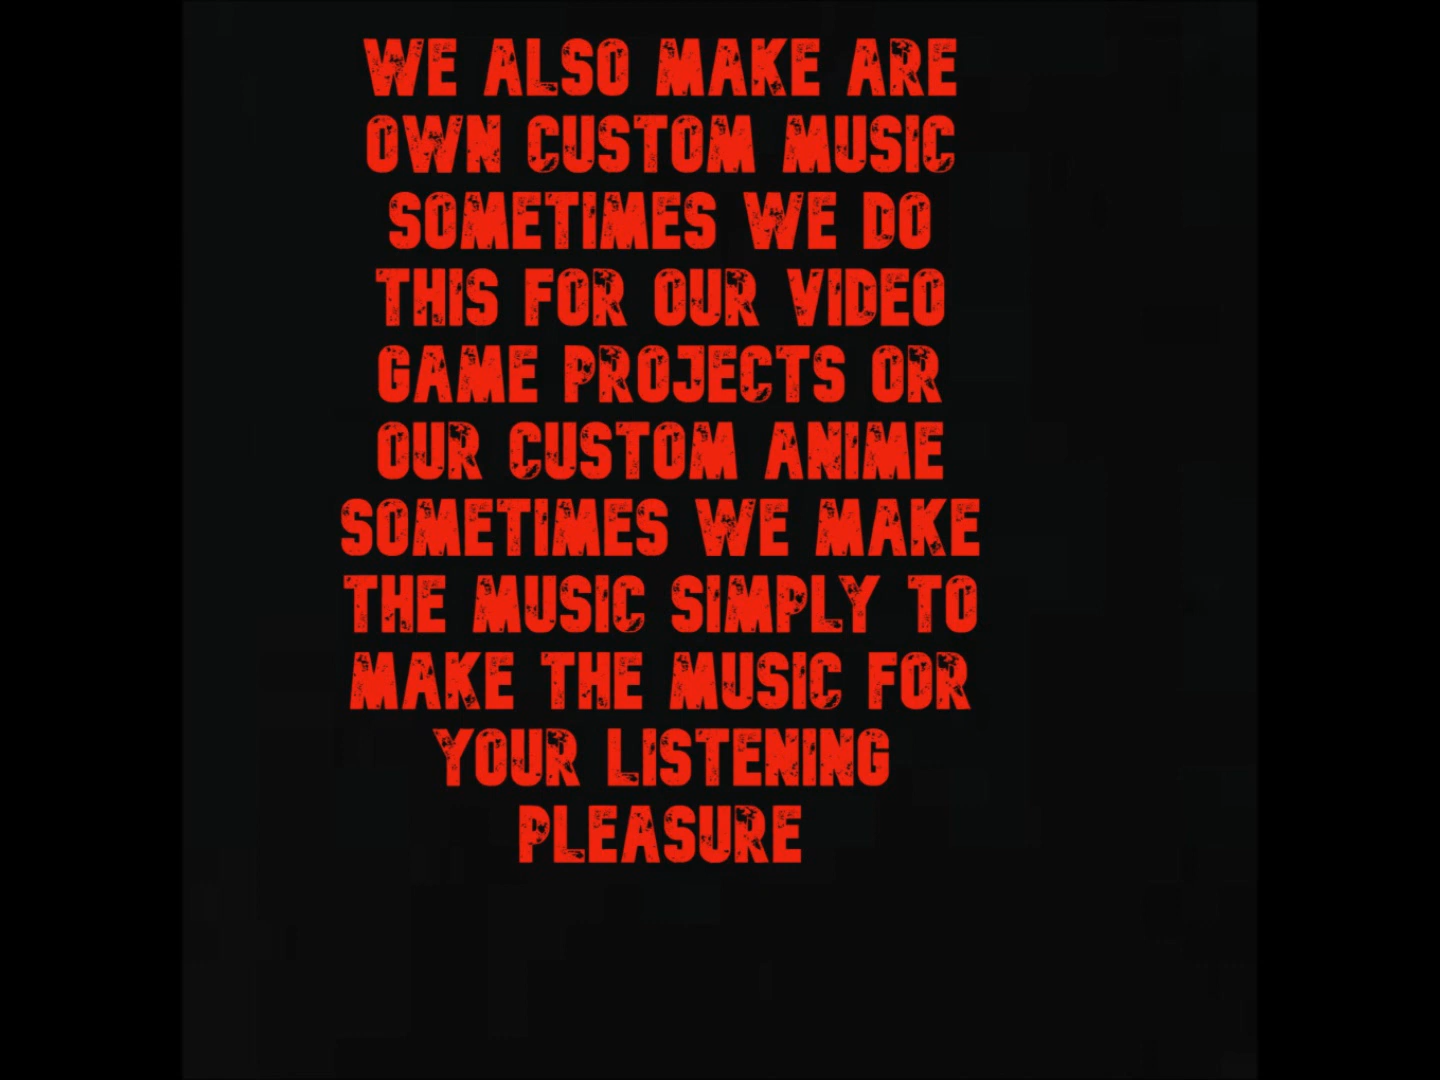 WE ALSO MAKE ARE
OWN CUSTOM MUSIC
SOMETIMES WE DO
THIS FOR OUR VIDEO
GAME PROJECTS OR
OUR CUSTOM ANIME
SOMETIMES WE MAKE
THE MUSIC SIMPLY TO
MAKE THE MUSIC FOR
YOUR LISTENING
PLEASURE